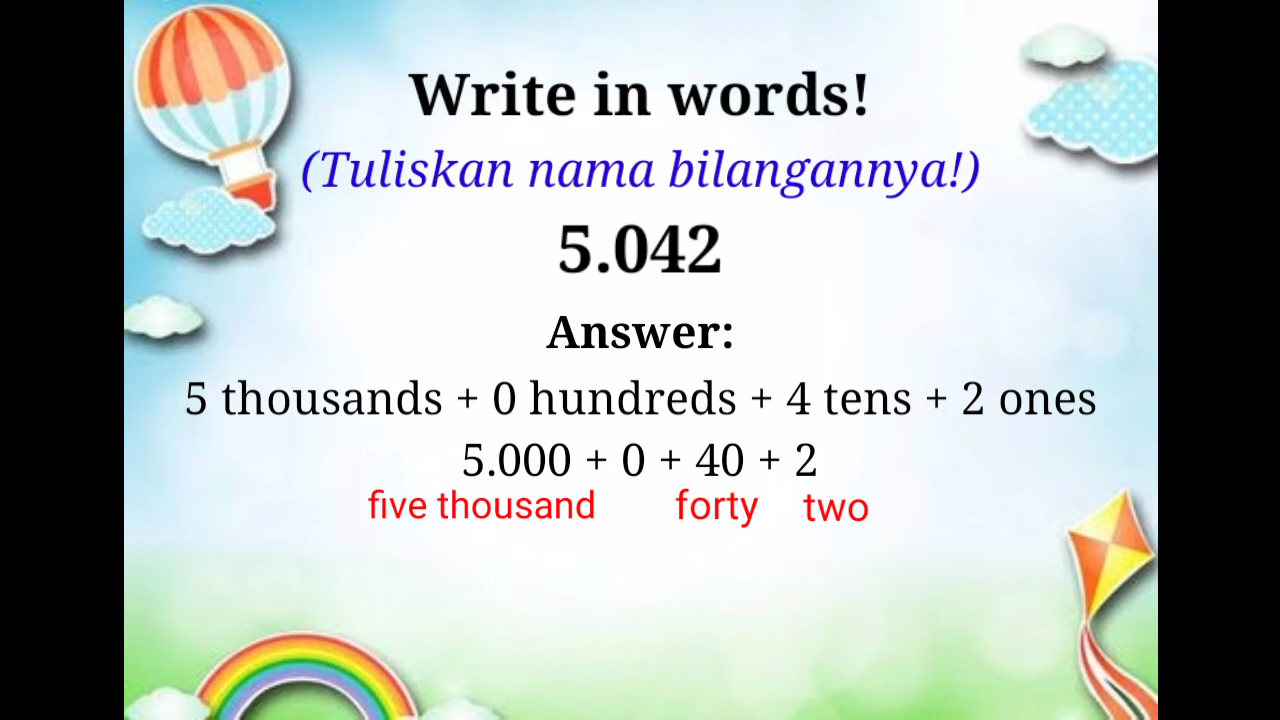 Write in words!
(Tuliskan nama bilangannya!)
5.042
Answer:
5 thousands + 0 hundreds + 4 tens + 2 ones
5.000 + 0 + 40 + 2
five thousand forty two